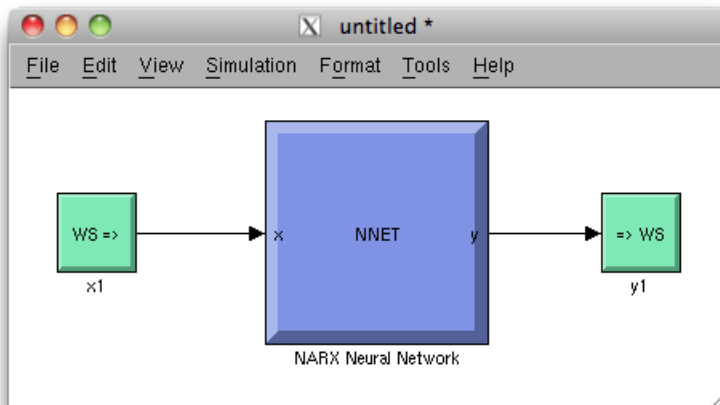 untitled *
File Edit View Simulation Format Tools Help
WS => x NNET y => WS
x1 y1
NARX Neural Network